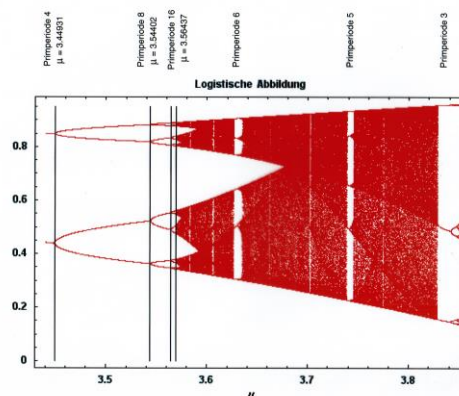 Primperiode 4
μ = 3.44931
Primperiode 8
μ = 3.54402
Primperiode 16
μ = 3.56437
Primperiode 6
Primperiode 5
Primperiode 3
Logistische Abbildung
0.8
0.6
0.4
0.2
0
3.5
3.6
3.7
3.8
μ